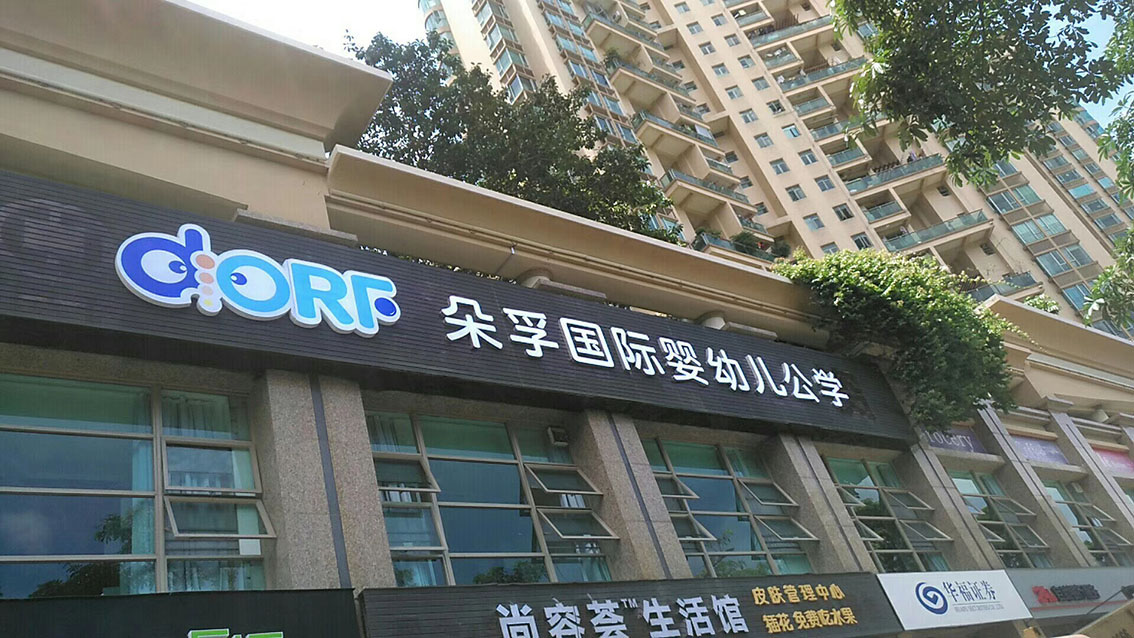 dORF 朵孚国际婴幼儿公学
尚容荟™生活馆
皮肤管理中心
插花 免费吃水果
华福证券